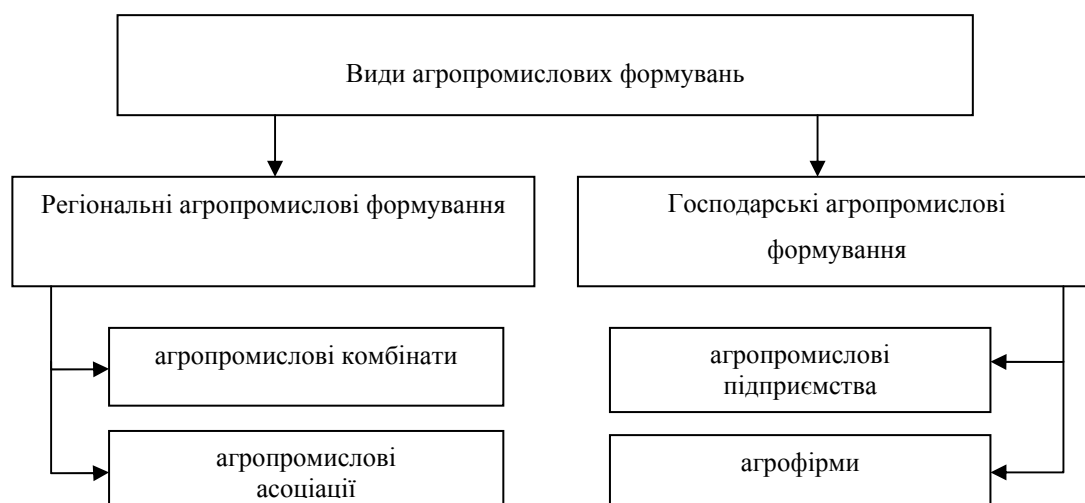 Види агропромислових формувань
Регіональні агропромислові формування
Господарські агропромислові
формування
агропромислові комбінати
агропромислові
підприємства
агропромислові
асоціації
агрофірми